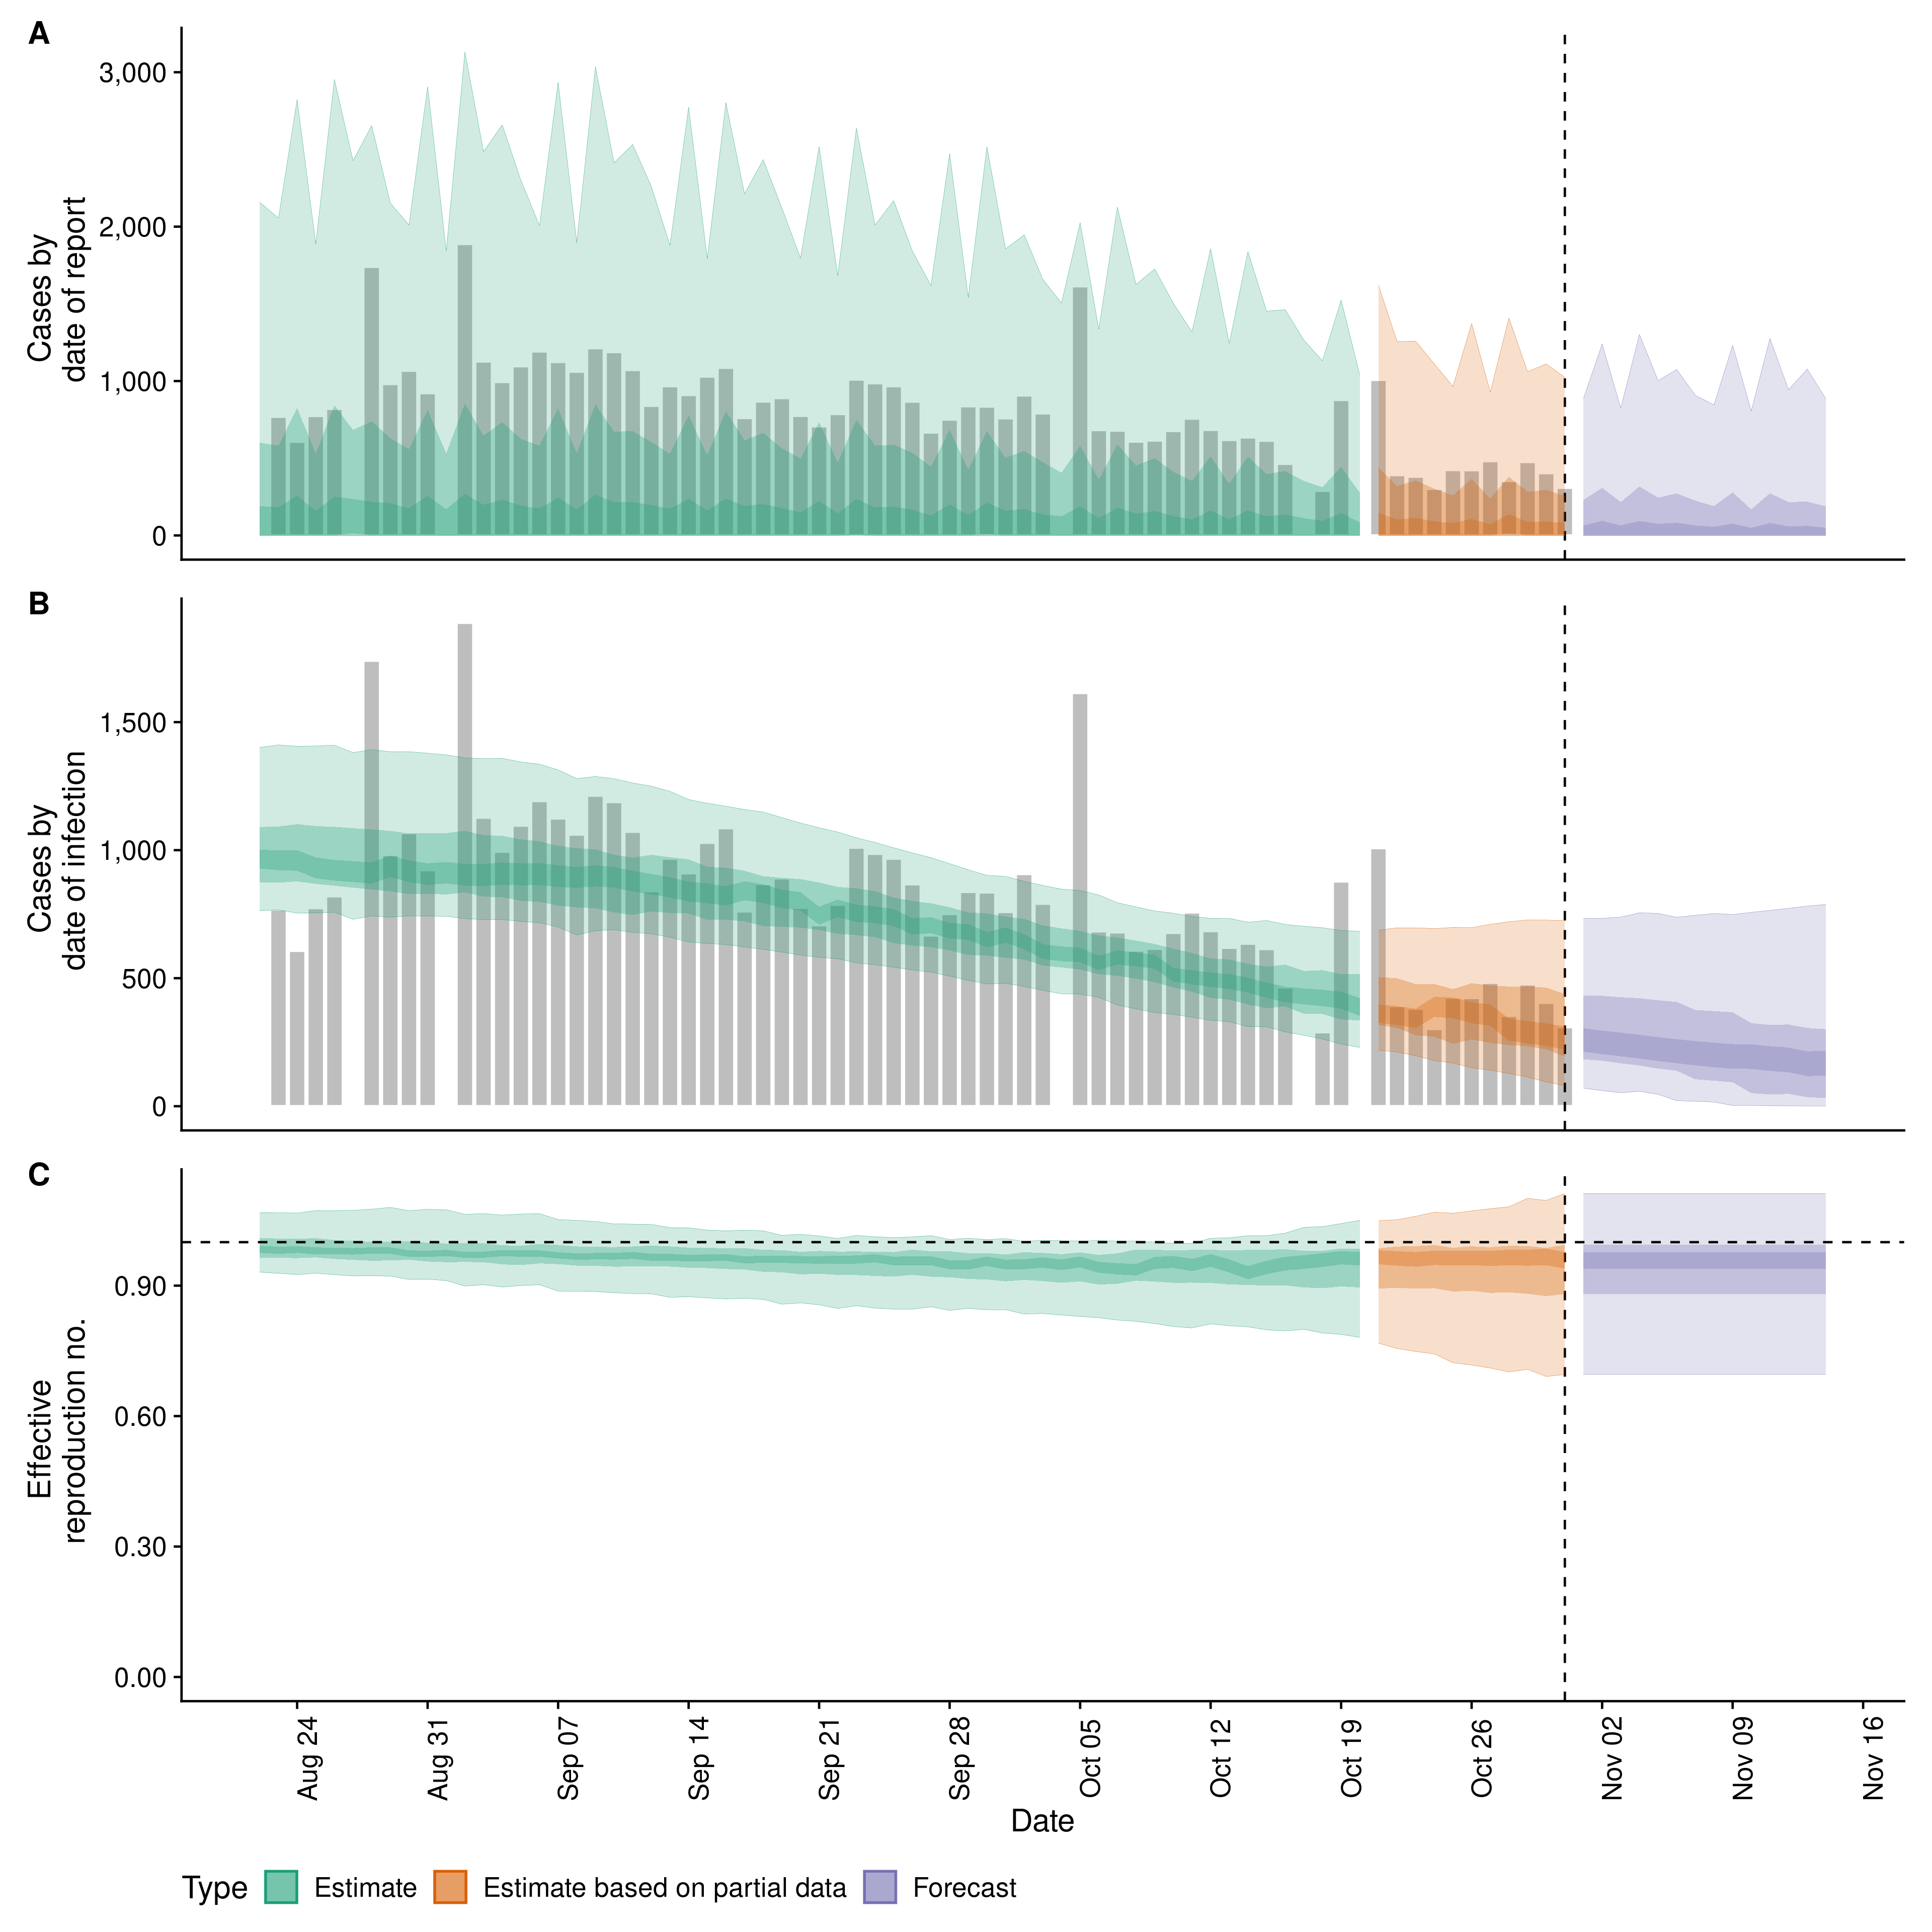 A
Cases by
date of report
3,000
2,000
1,000
0
B
Cases by
date of infection
1,500
1,000
500
0
C
Effective
reproduction no.
0.90
0.60
0.30
0.00
Aug 24
Aug 31
Sep 07
Sep 14
Sep 21
Sep 28
Oct 05
Oct 12
Oct 19
Oct 26
Nov 02
Nov 09
Nov 16
Date
Type Estimate Estimate based on partial data Forecast